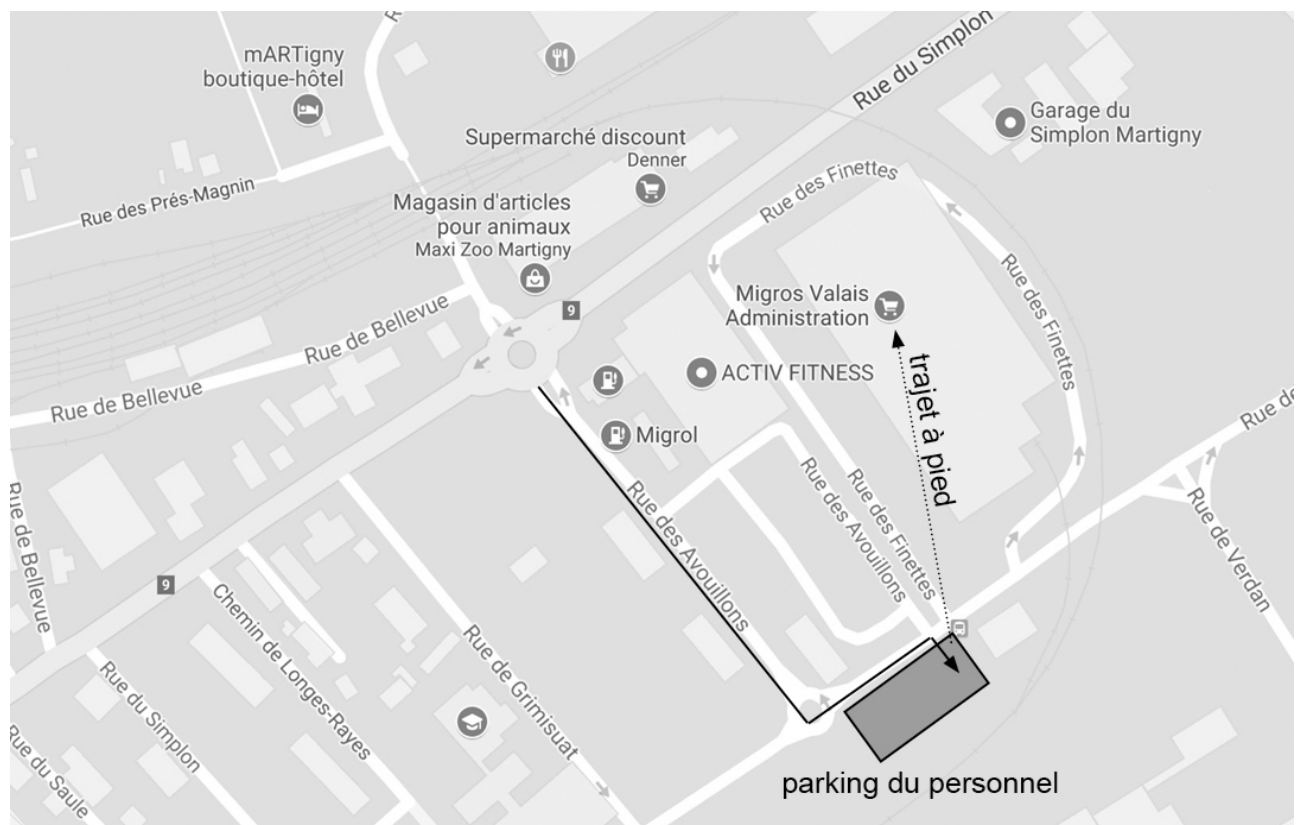 mARTigny
boutique-hôtel
Rue du Simplon
Garage du
Simplon Martigny
Supermarché discount
Denner
Rue des Finettes
Rue des Prés-Magnin
Magasin d'articles
pour animaux
Maxi Zoo Martigny
Rue des Finettes
Migros Valais
Administration
9
Rue de Bellevue
Rue de Bellevue
ACTIV FITNESS
trajet à pied
Migrol
Rue de
Rue de Bellevue
Rue des Avouillons
Rue des Avouillons
Rue des Finettes
Rue de Verdan
9
Chemin de Longes-Rayes
Rue de Grimisuat
Rue du Simplon
Rue du Saule
parking du personnel